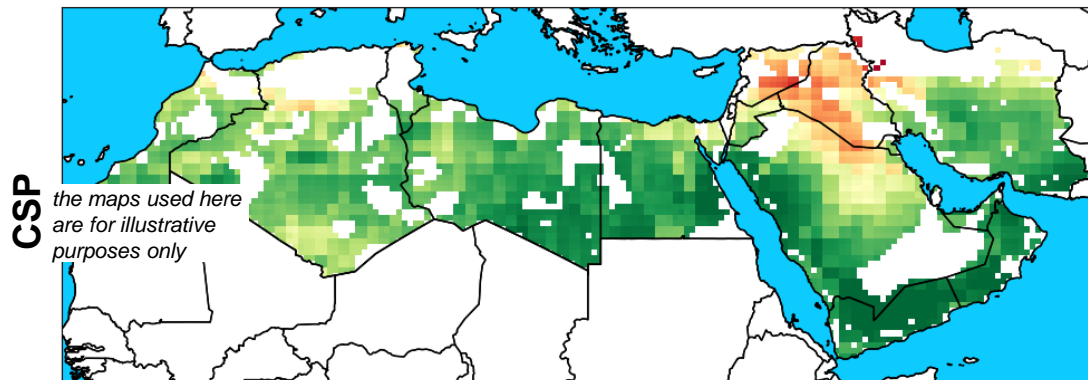 CSP
the maps used here
are for illustrative
purposes only